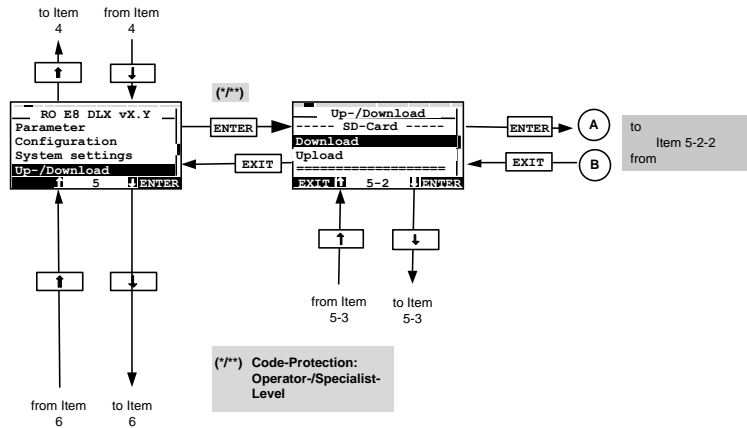 to Item
4
from Item
4
↑
↓
(*/**)
RO E8 DLX vX.Y
Parameter
Configuration
System settings
Up-/Download
↑ 5 ↓ ENTER
ENTER
EXIT
Up-/Download
----- SD-Card -----
Download
Upload
===================
EXIT ↑ 5-2 ↓ ENTER
ENTER
A
EXIT
B
to
Item 5-2-2
from
↑
↓
↑
↓
from Item
5-3
to Item
5-3
(*/**) Code-Protection:
Operator-/Specialist-
Level
from Item
6
to Item
6